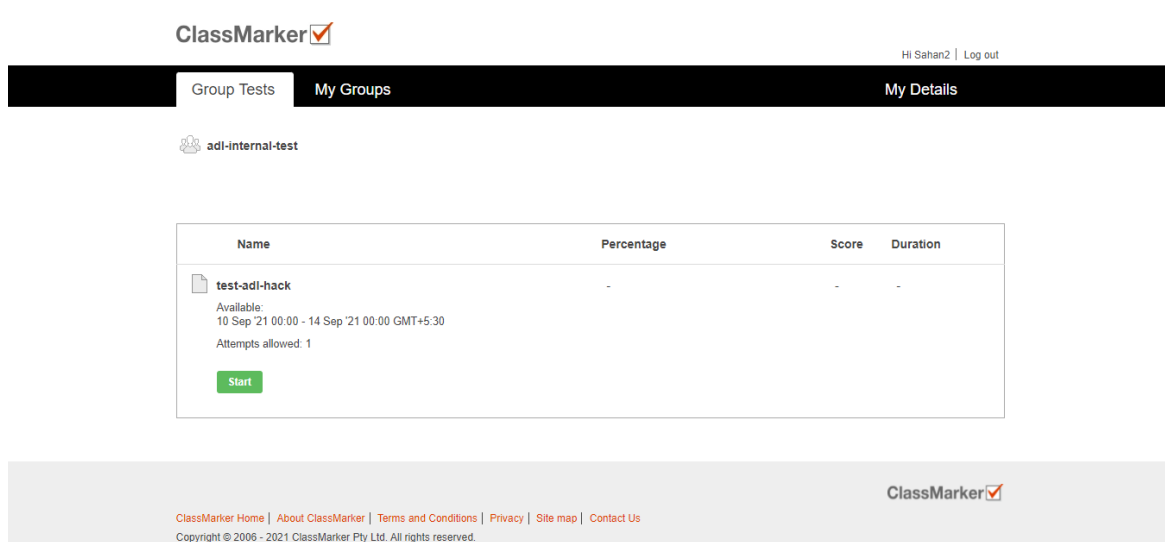 ClassMarker
Hi Sahan2 | Log out
Group Tests My Groups My Details
adl-internal-test
Name Percentage Score Duration
test-adl-hack - - -
Available:
10 Sep '21 00:00 - 14 Sep '21 00:00 GMT+5:30
Attempts allowed: 1
Start
ClassMarker
ClassMarker Home | About ClassMarker | Terms and Conditions | Privacy | Site map | Contact Us
Copyright © 2006 - 2021 ClassMarker Pty Ltd. All rights reserved.